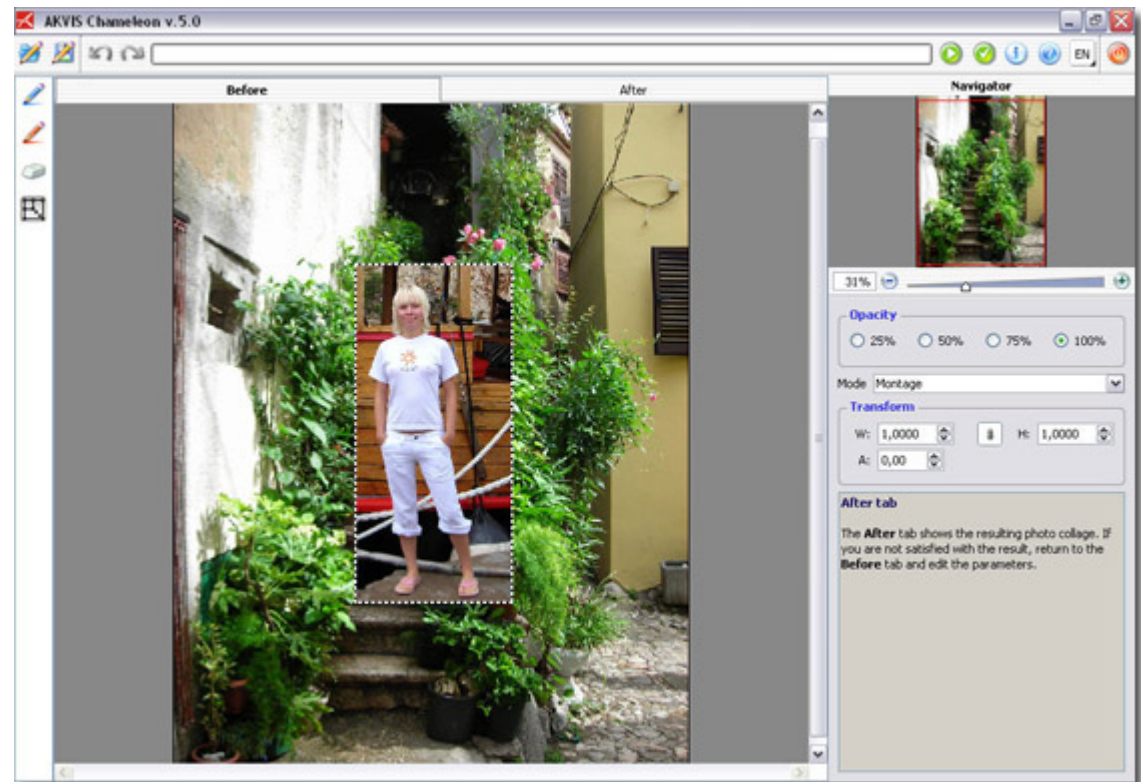 AKVIS Chameleon v.5.0
EN
Before
After
Navigator
31%
Opacity
25%
50%
75%
100%
Mode Montage
Transform
W: 1,0000
H: 1,0000
A: 0,00
After tab
The After tab shows the resulting photo collage. If
you are not satisfied with the result, return to the
Before tab and edit the parameters.